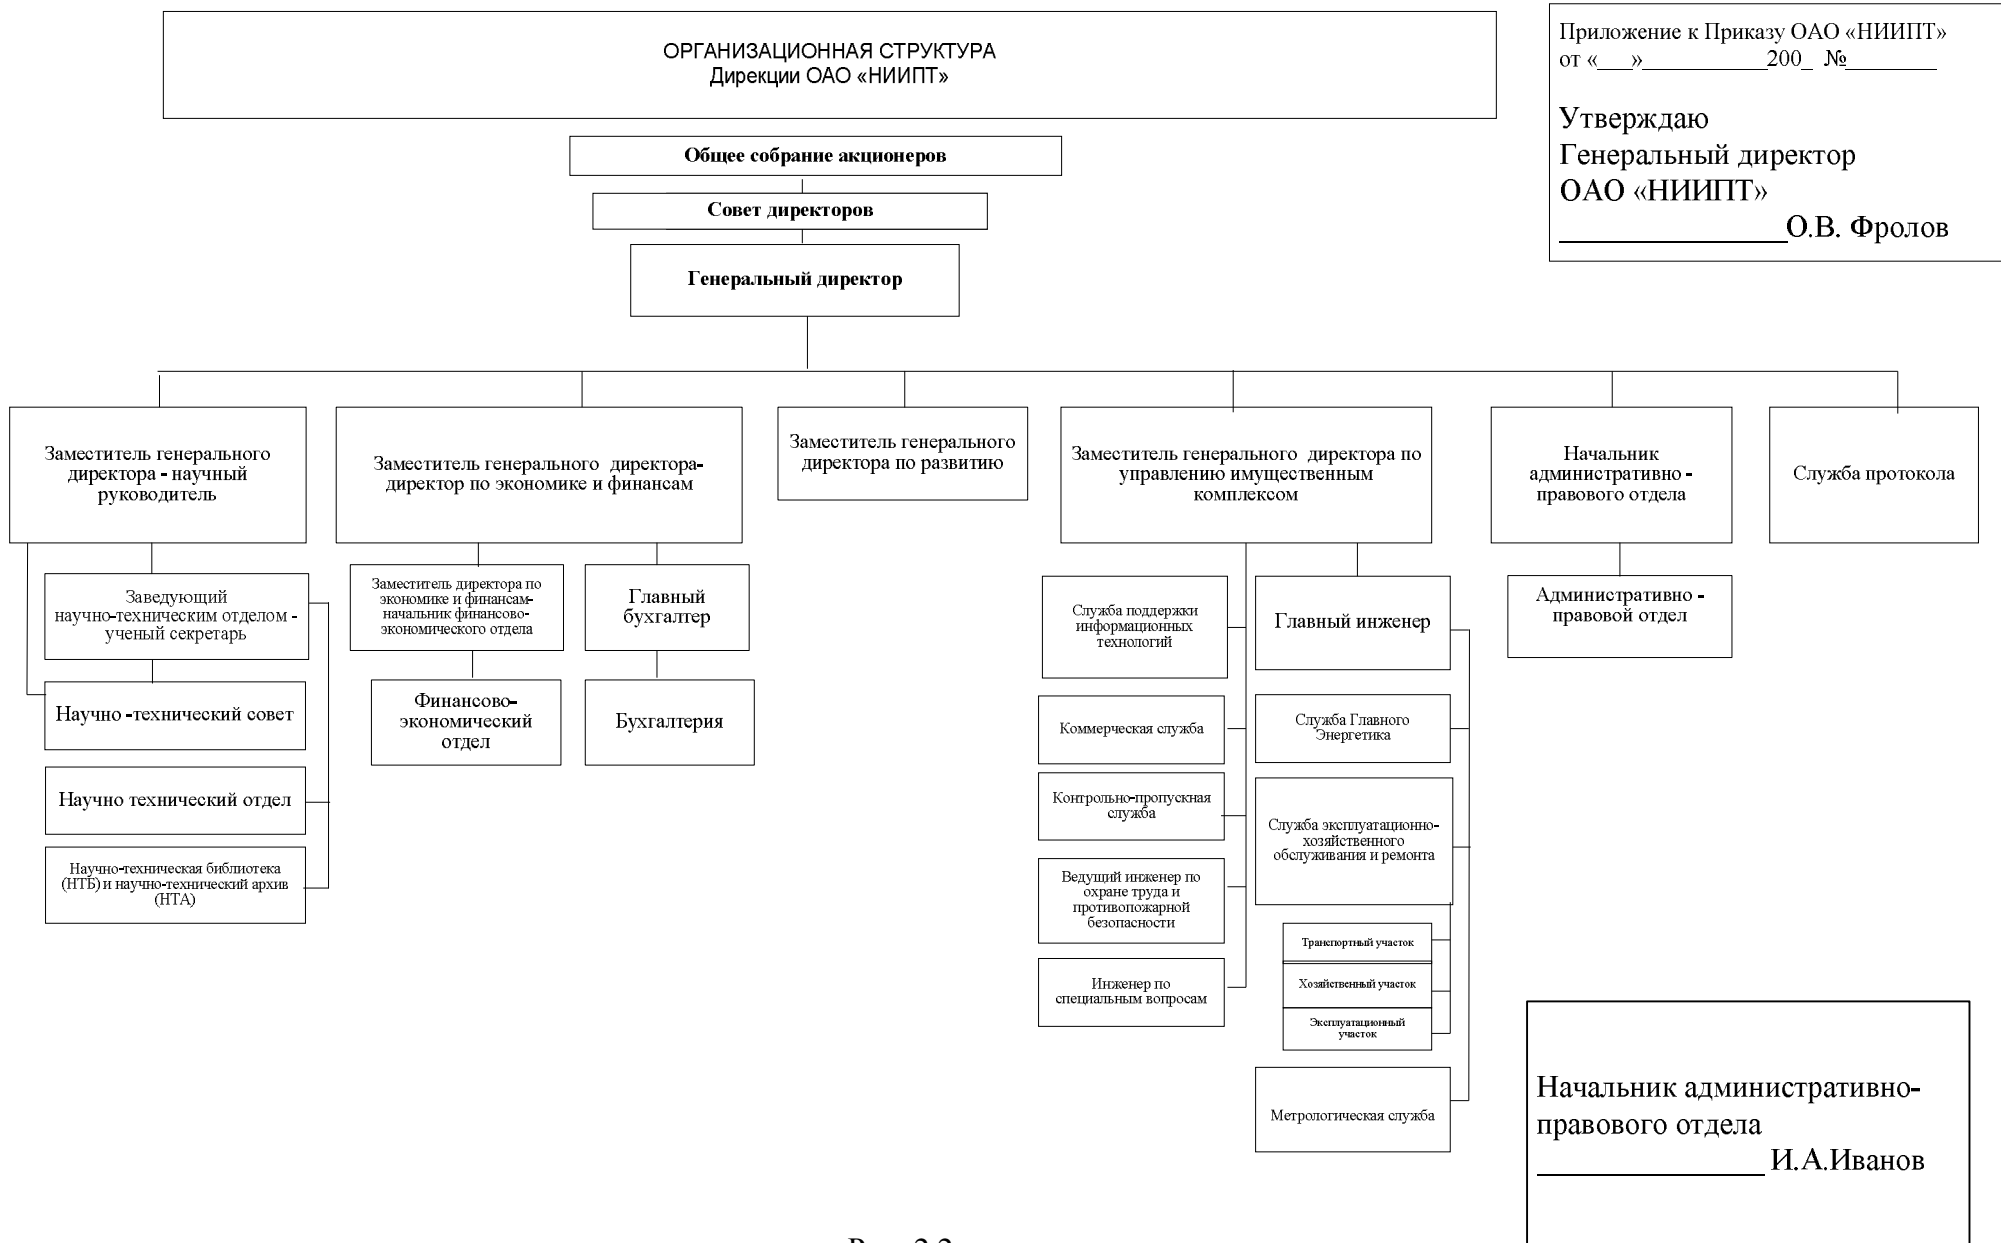 ОРГАНИЗАЦИОННАЯ СТРУКТУРА
Дирекции ОАО «НИИПТ»
Приложение к Приказу ОАО «НИИПТ»
от «___»___________200_ №________
Утверждаю
Генеральный директор
ОАО «НИИПТ»
_______________О.В. Фролов
Общее собрание акционеров
Совет директоров
Генеральный директор
Заместитель генерального
директора - научный
руководитель
Заместитель генерального директора-
директор по экономике и финансам
Заместитель генерального
директора по развитию
Заместитель генерального директора по
управлению имущественным
комплексом
Начальник
административно -
правового отдела
Служба протокола
Заведующий
научно-техническим отделом -
ученый секретарь
Научно -технический совет
Научно технический отдел
Научно-техническая библиотека
(НТБ) и научно-технический архив
(НТА)
Заместитель директора по
экономике и финансам-
начальник финансово-
экономического отдела
Финансово-
экономический
отдел
Главный
бухгалтер
Бухгалтерия
Служба поддержки
информационных
технологий
Коммерческая служба
Контрольно-пропускная
служба
Ведущий инженер по
охране труда и
противопожарной
безопасности
Инженер по
специальным вопросам
Главный инженер
Служба Главного
Энергетика
Служба эксплуатационно-
хозяйственного
обслуживания и ремонта
Транспортный участок
Хозяйственный участок
Эксплуатационный
участок
Метрологическая служба
Административно -
правовой отдел
Начальник административно-
правового отдела
_______________ И.А.Иванов